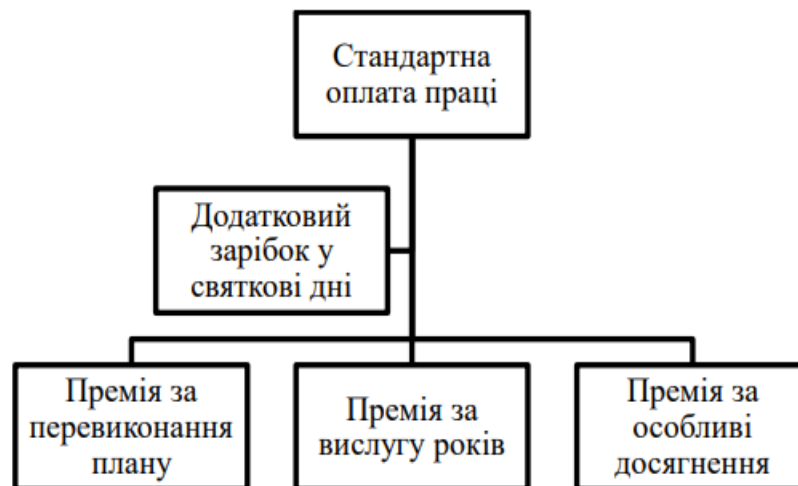 Стандартна
оплата праці
Додатковий
зарібок у
святкові дні
Премія за
перевиконання
плану
Премія за
вислугу років
Премія за
особливі
досягнення